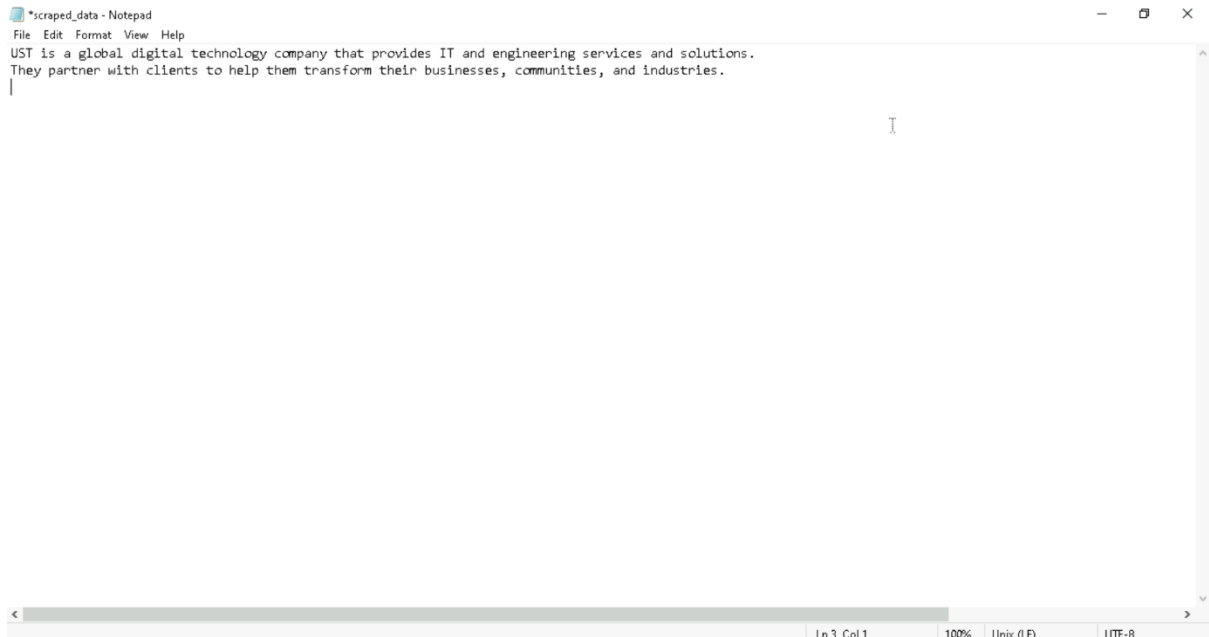 *scraped_data - Notepad
File Edit Format View Help
UST is a global digital technology company that provides IT and engineering services and solutions.
They partner with clients to help them transform their businesses, communities, and industries.
Ln 3, Col 1 100% Unix (LF) UTF-8